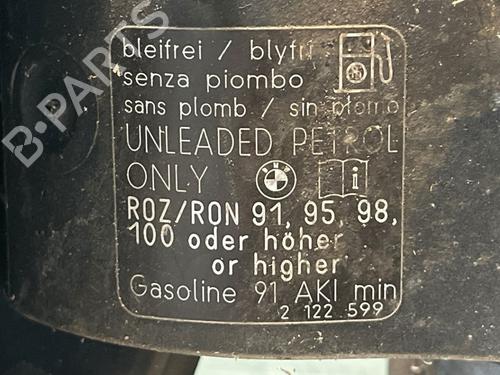 bleifrei / blyfri
senza piombo
sans plomb / sin plomo
UNLEADED PETROL
ONLY
ROZ/RON 91, 95, 98,
100 oder höher
or higher
Gasoline 91 AKI min
2 122 599
B-PARTS